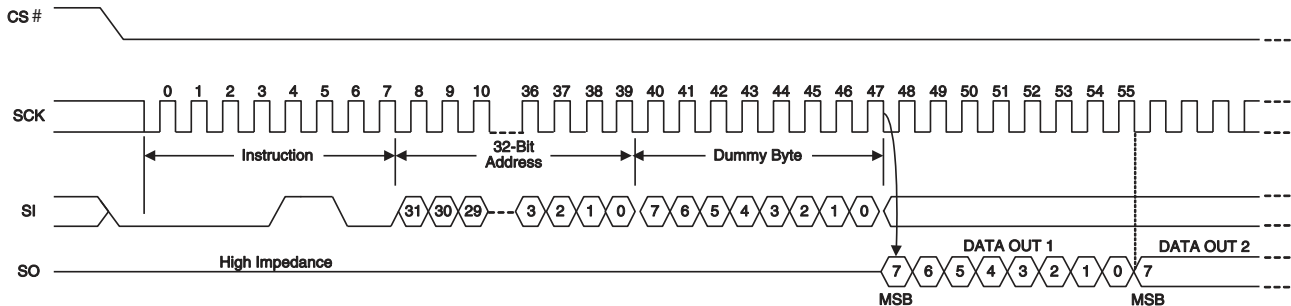 CS #
0 1 2 3 4 5 6 7 8 9 10 36 37 38 39 40 41 42 43 44 45 46 47 48 49 50 51 52 53 54 55
SCK
Instruction
32-Bit
Address
Dummy Byte
SI
31 30 29 3 2 1 0 7 6 5 4 3 2 1 0
DATA OUT 1
DATA OUT 2
High Impedance
SO
7 6 5 4 3 2 1 0 7
MSB
MSB